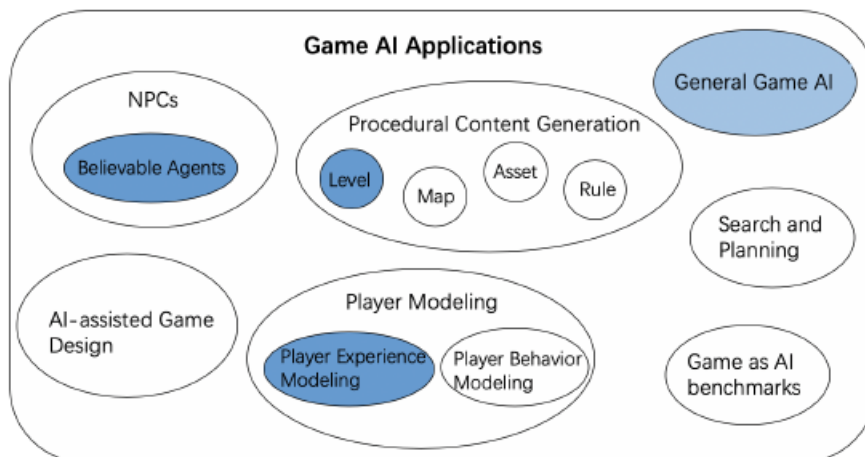 Game AI Applications
General Game AI
NPCs
Believable Agents
Procedural Content Generation
Level
Map
Asset
Rule
Search and
Planning
AI-assisted Game
Design
Player Modeling
Player Experience
Modeling
Player Behavior
Modeling
Game as AI
benchmarks